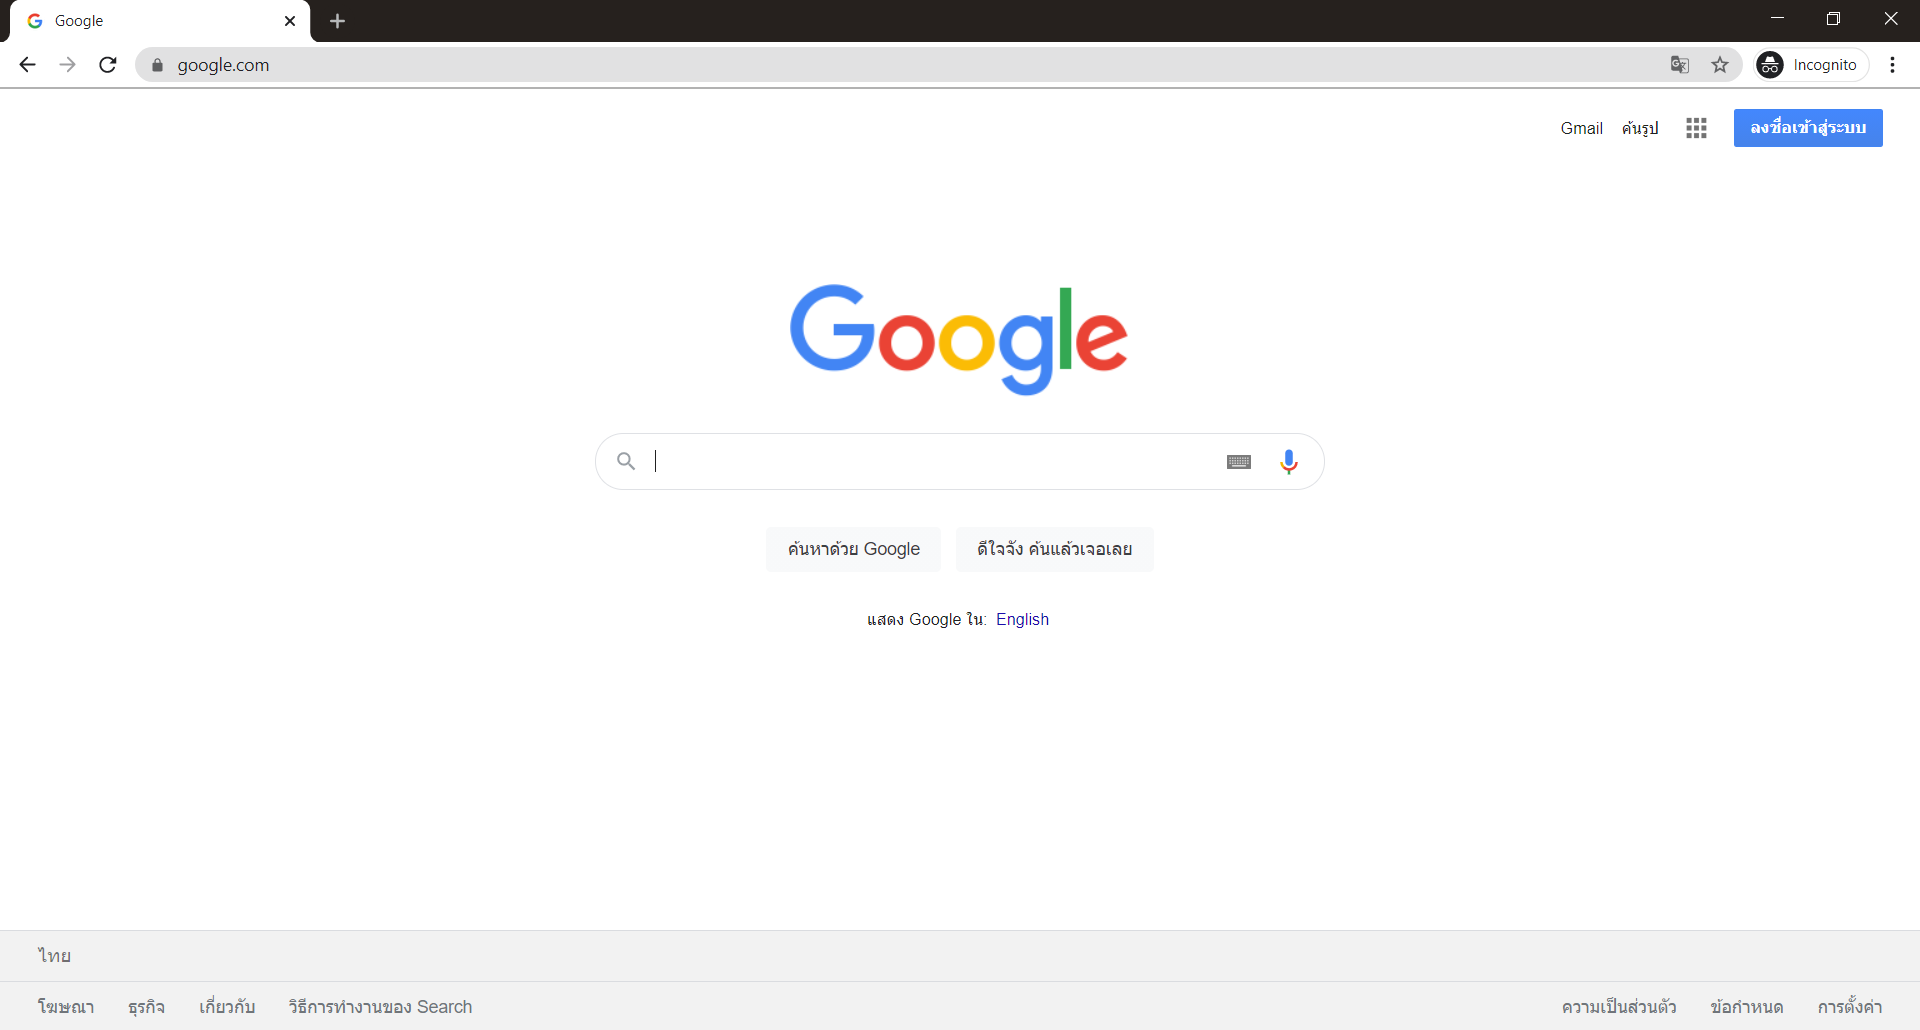 Google
google.com
Incognito
Gmail ค้นรูป ลงชื่อเข้าสู่ระบบ
Google
ค้นหาด้วย Google ดีใจจัง ค้นแล้วเจอเลย
แสดง Google ใน: English
ไทย
โฆษณา ธุรกิจ เกี่ยวกับ วิธีการทำงานของ Search ความเป็นส่วนตัว ข้อกำหนด การตั้งค่า